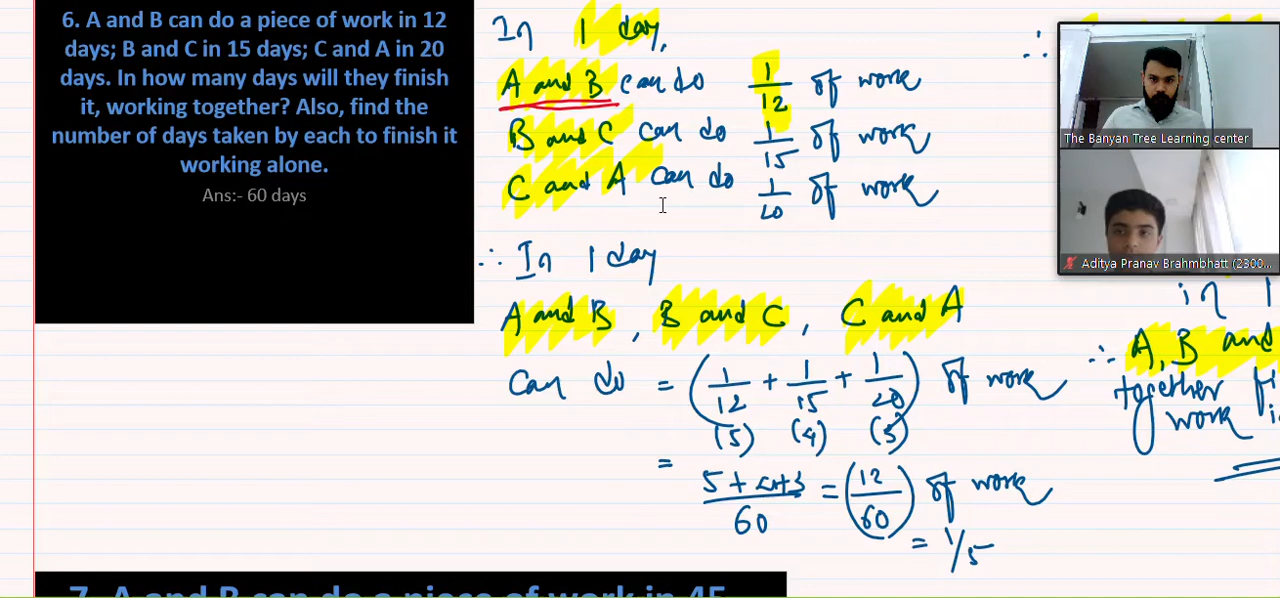 6. A and B can do a piece of work in 12
days; B and C in 15 days; C and A in 20
days. In how many days will they finish
it, working together? Also, find the
number of days taken by each to finish it
working alone.
Ans:- 60 days
In 1 day,
A and B can do 1/12 of work
B and C can do 1/15 of work
C and A can do 1/20 of work
∴ In 1 day
A and B, B and C, C and A
Can do = (1/12 + 1/15 + 1/20) of work
(5) (4) (3)
= 5+4+3/60 = (12/60) of work
= 1/5
∴
The Banyan Tree Learning center
Aditya Pranav Brahmbhatt (2300...
in 1
∴ A, B and
together
work
7. A and B can do a piece of work in 45